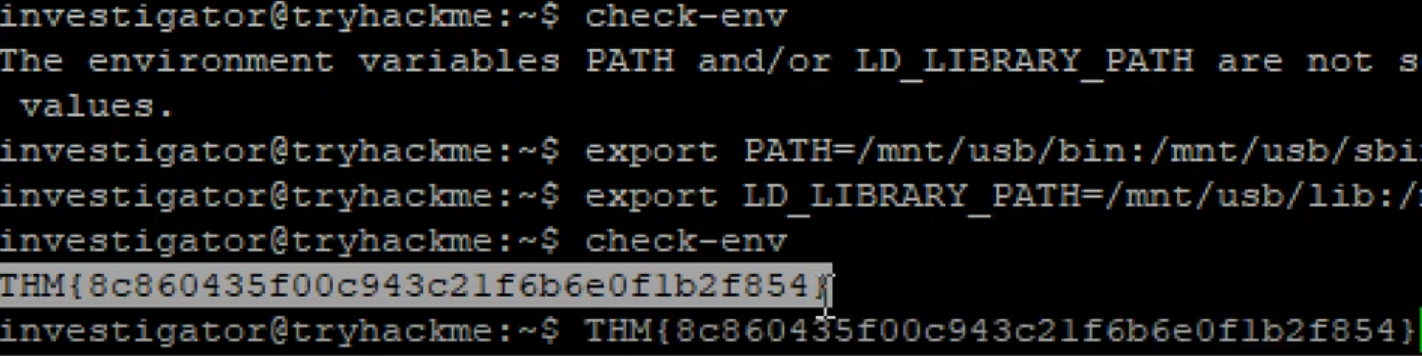 investigator@tryhackme:~$ check-env
The environment variables PATH and/or LD_LIBRARY_PATH are not s
values.
investigator@tryhackme:~$ export PATH=/mnt/usb/bin:/mnt/usb/sbi
investigator@tryhackme:~$ export LD_LIBRARY_PATH=/mnt/usb/lib:/
investigator@tryhackme:~$ check-env
THM{8c860435f00c943c21f6b6e0f1b2f854}
investigator@tryhackme:~$ THM{8c860435f00c943c21f6b6e0f1b2f854}